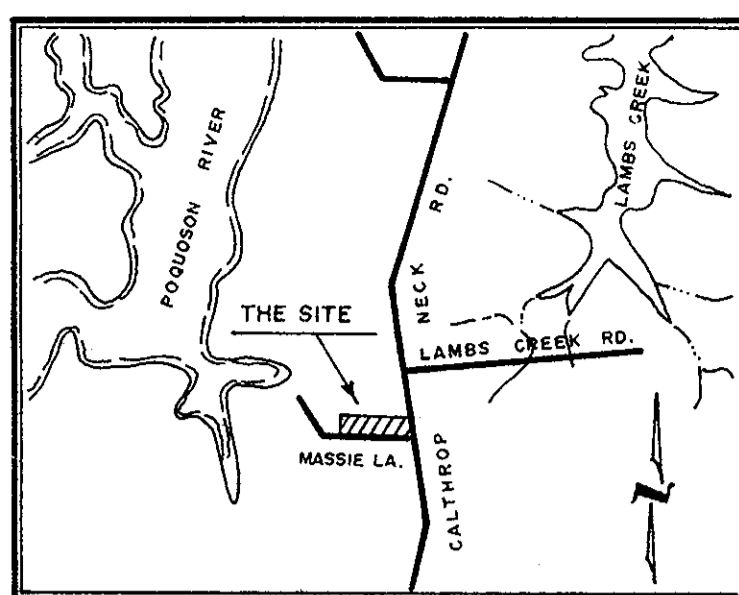 POQUOSON RIVER
LAMBS CREEK
CALTHROP NECK RD.
THE SITE
LAMBS CREEK RD.
MASSIE LA.
N